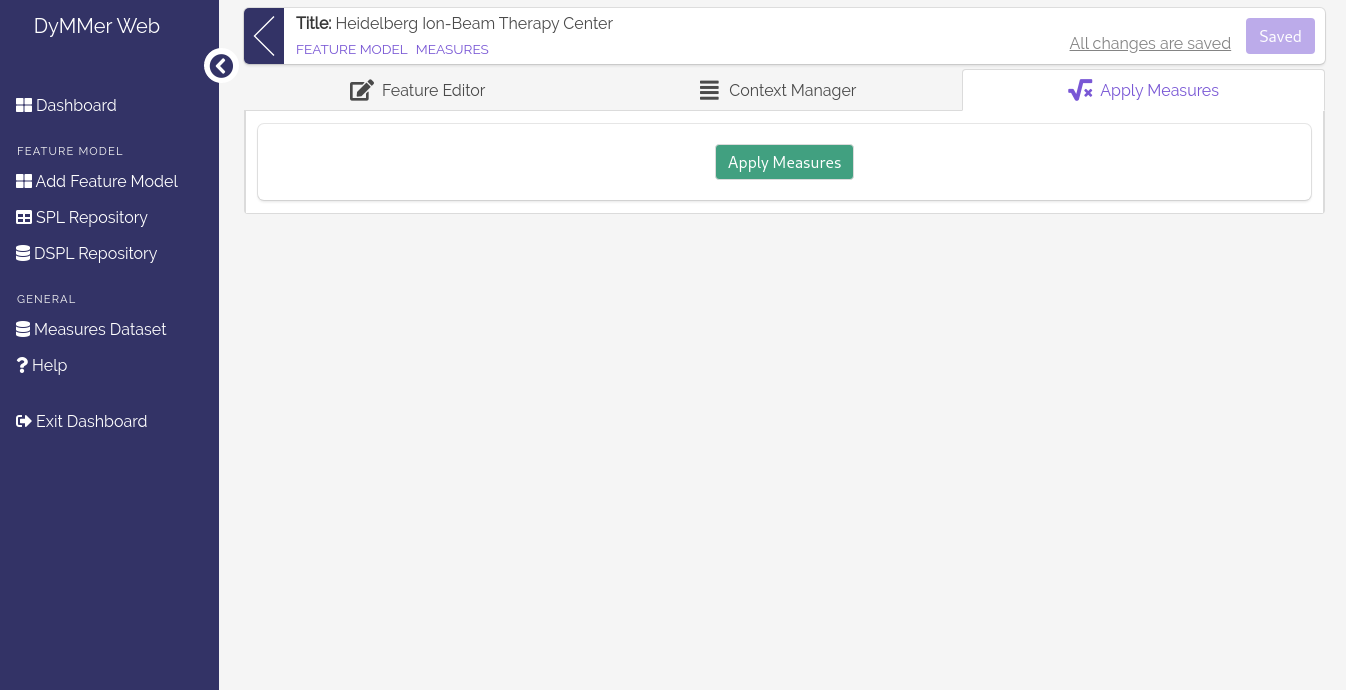 DyMMer Web
Dashboard
FEATURE MODEL
Add Feature Model
SPL Repository
DSPL Repository
GENERAL
Measures Dataset
Help
Exit Dashboard
Title: Heidelberg Ion-Beam Therapy Center
FEATURE MODEL MEASURES
All changes are saved
Saved
Feature Editor
Context Manager
Apply Measures
Apply Measures